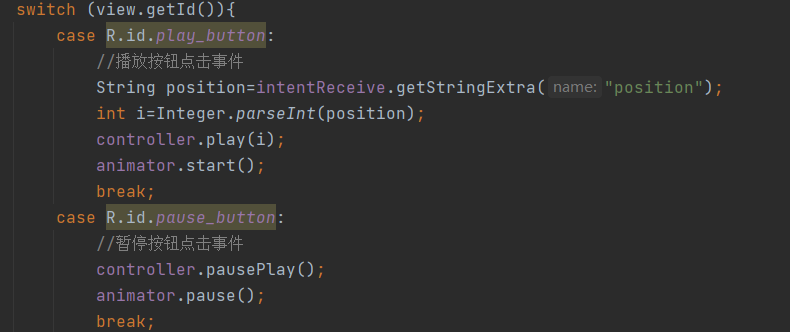 switch (view.getId()){
case R.id.play_button:
//播放按钮点击事件
String position=intentReceive.getStringExtra( name: "position");
int i=Integer.parseInt(position);
controller.play(i);
animator.start();
break;
case R.id.pause_button:
//暂停按钮点击事件
controller.pausePlay();
animator.pause();
break;